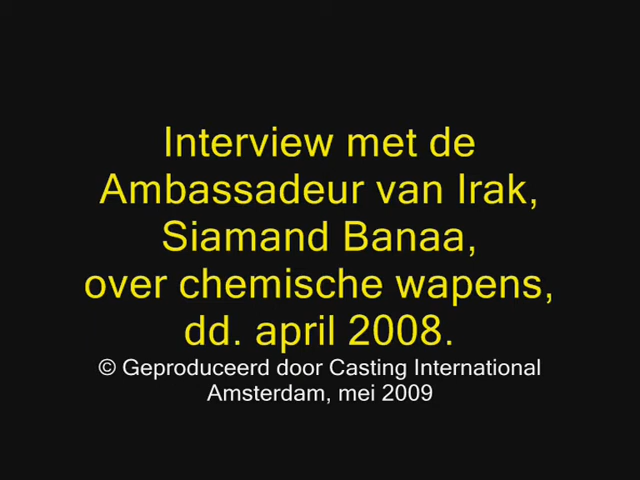 Interview met de
Ambassadeur van Irak,
Siamand Banaa,
over chemische wapens,
dd. april 2008.
© Geproduceerd door Casting International
Amsterdam, mei 2009